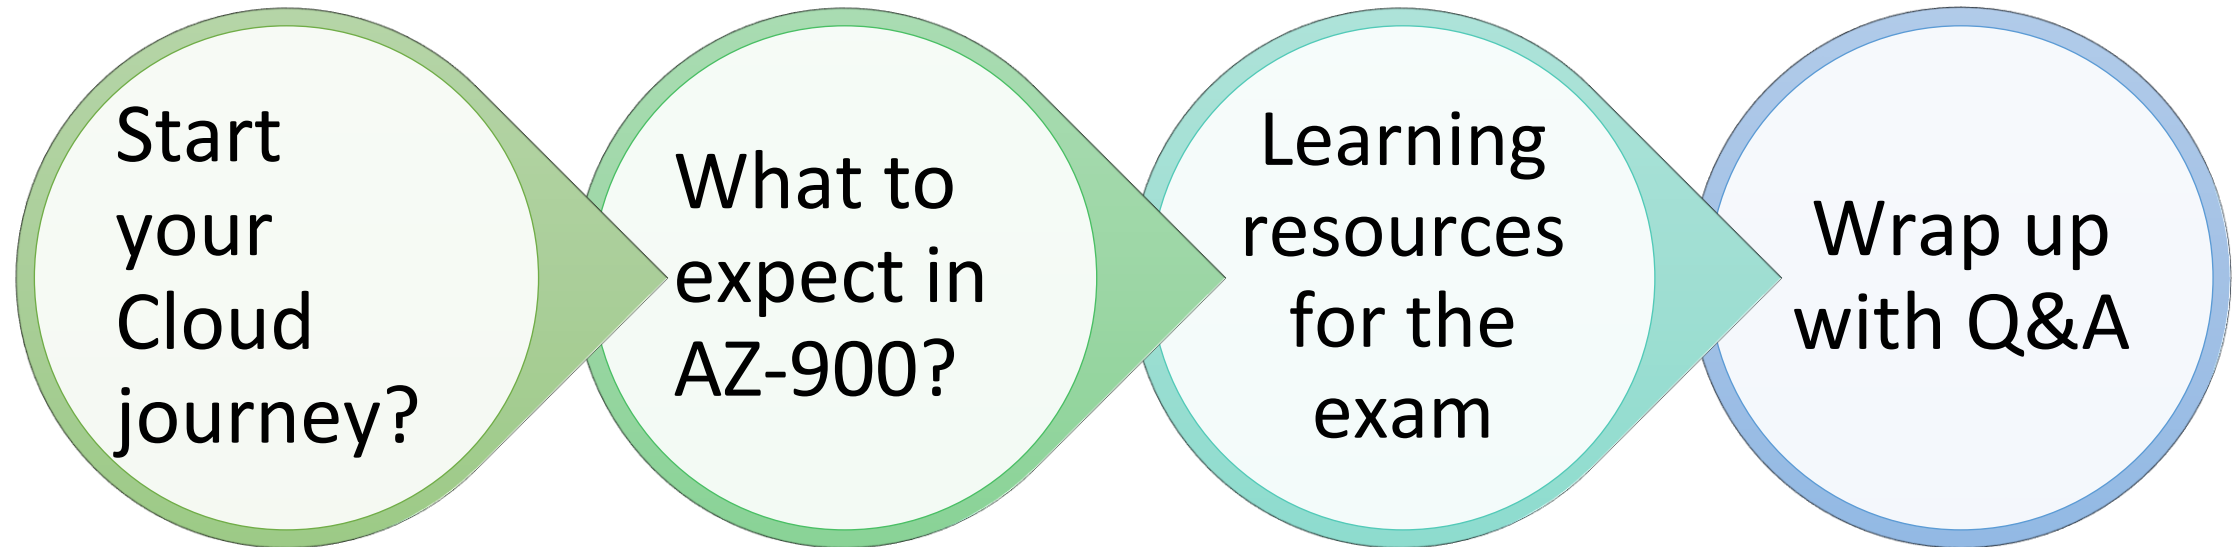 Start
your
Cloud
journey?
What to
expect in
AZ-900?
Learning
resources
for the
exam
Wrap up
with Q&A